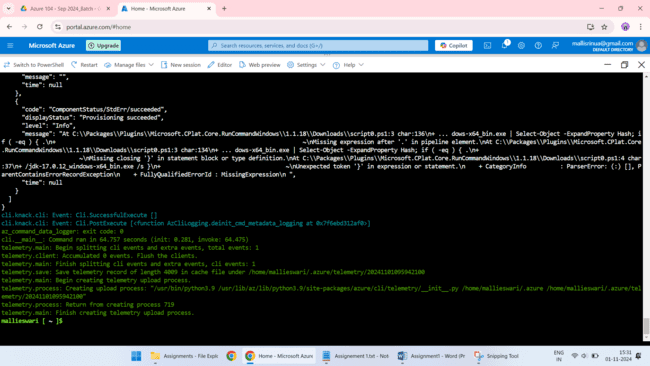 Azure 104 - Sep 2024_Batch -
Home - Microsoft Azure
portal.azure.com/#home
Microsoft Azure
Upgrade
Search resources, services, and docs (G+/)
Copilot
1
mallisrinua@gmail.com
DEFAULT DIRECTORY
Switch to PowerShell
Restart
Manage files
New session
Editor
Web preview
Settings
Help
"message": "",
"time": null
},
{
"code": "ComponentStatus/StdErr/succeeded",
"displayStatus": "Provisioning succeeded",
"level": "Info",
"message": "At C:\\Packages\\Plugins\\Microsoft.CPlat.Core.RunCommandWindows\\1.1.18\\Downloads\\script0.ps1:3 char:136\n+ ... dows-x64_bin.exe | Select-Object -ExpandProperty Hash; i
f ( -eq ) { .\n+ ~\nMissing expression after '.' in pipeline element.\nAt C:\\Packages\\Plugins\\Microsoft.CPlat.Core
.RunCommandWindows\\1.1.18\\Downloads\\script0.ps1:3 char:134\n+ ... dows-x64_bin.exe | Select-Object -ExpandProperty Hash; if ( -eq ) { .\n+
~\nMissing closing '}' in statement block or type definition.\nAt C:\\Packages\\Plugins\\Microsoft.CPlat.Core.RunCommandWindows\\1.1.18\\Downloads\\script0.ps1:4 char
:37\n+ /jdk-17.0.12_windows-x64_bin.exe /s }\n+ ~\nUnexpected token '}' in expression or statement.\n + CategoryInfo : ParserError: (:) [], P
arentContainsErrorRecordException\n + FullyQualifiedErrorId : MissingExpression\n ",
"time": null
}
]
}
cli.knack.cli: Event: Cli.SuccessfulExecute []
cli.knack.cli: Event: Cli.PostExecute [<function AzCliLogging.deinit_cmd_metadata_logging at 0x7f6ebd312af0>]
az_command_data_logger: exit code: 0
cli.__main__: Command ran in 64.757 seconds (init: 0.281, invoke: 64.475)
telemetry.main: Begin splitting cli events and extra events, total events: 1
telemetry.client: Accumulated 0 events. Flush the clients.
telemetry.main: Finish splitting cli events and extra events, cli events: 1
telemetry.save: Save telemetry record of length 4009 in cache file under /home/mallieswari/.azure/telemetry/20241101095942100
telemetry.main: Begin creating telemetry upload process.
telemetry.process: Creating upload process: "/usr/bin/python3.9 /usr/lib/az/lib/python3.9/site-packages/azure/cli/telemetry/__init__.py /home/mallieswari/.azure /home/mallieswari/.azure/tel
emetry/20241101095942100"
telemetry.process: Return from creating process 719
telemetry.main: Finish creating telemetry upload process.
mallieswari [ ~ ]$
Assignments - File Expl
Home - Microsoft Azure
Assignement 1.txt - Not
Assignment1 - Word (Pr
Snipping Tool
ENG
IN
15:31
01-11-2024